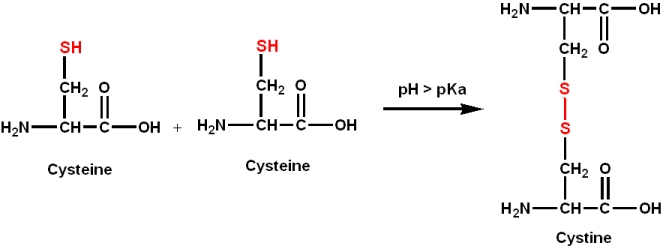 SH
CH2 O
H2N CH C OH
Cysteine
+
SH
CH2 O
H2N CH C OH
Cysteine
pH > pKa
H2N CH C OH
CH2 O
S
S
CH2 O
H2N CH C OH
Cystine